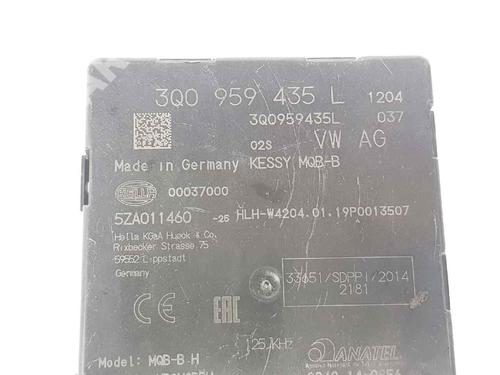 3Q0 959 435 L 1204
3Q0959435L 037
02S VW AG
Made in Germany KESSY MQB-B
HELLA 00037000
5ZA011460 -25 HLH-W4204.01.19P0013507
Hella KGaA Hueck & Co.
Rixbecker Strasse 75
59552 Lippstadt
Germany
33651/SDPPI/2014
2181
CE EAC
125 KHz
ANATEL
Model: MQB-B H